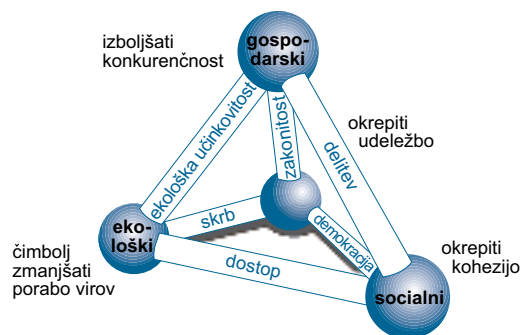 izboljšati
konkurenčnost
gospo-
darski
ekološka učinkovitost
zakonitost
delitev
okrepiti
udeležbo
skrb
demokracija
eko-
loški
dostop
čimbolj
zmanjšati
porabo virov
okrepiti
kohezijo
socialni